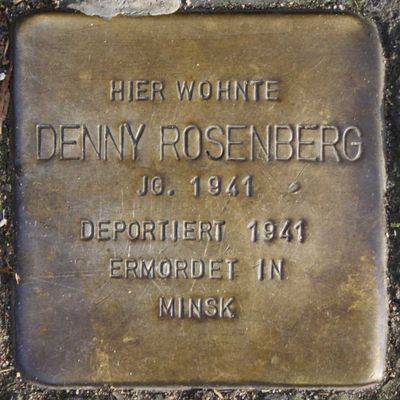 HIER WOHNTE
DENNY ROSENBERG
JG. 1941
DEPORTIERT 1941
ERMORDET IN
MINSK